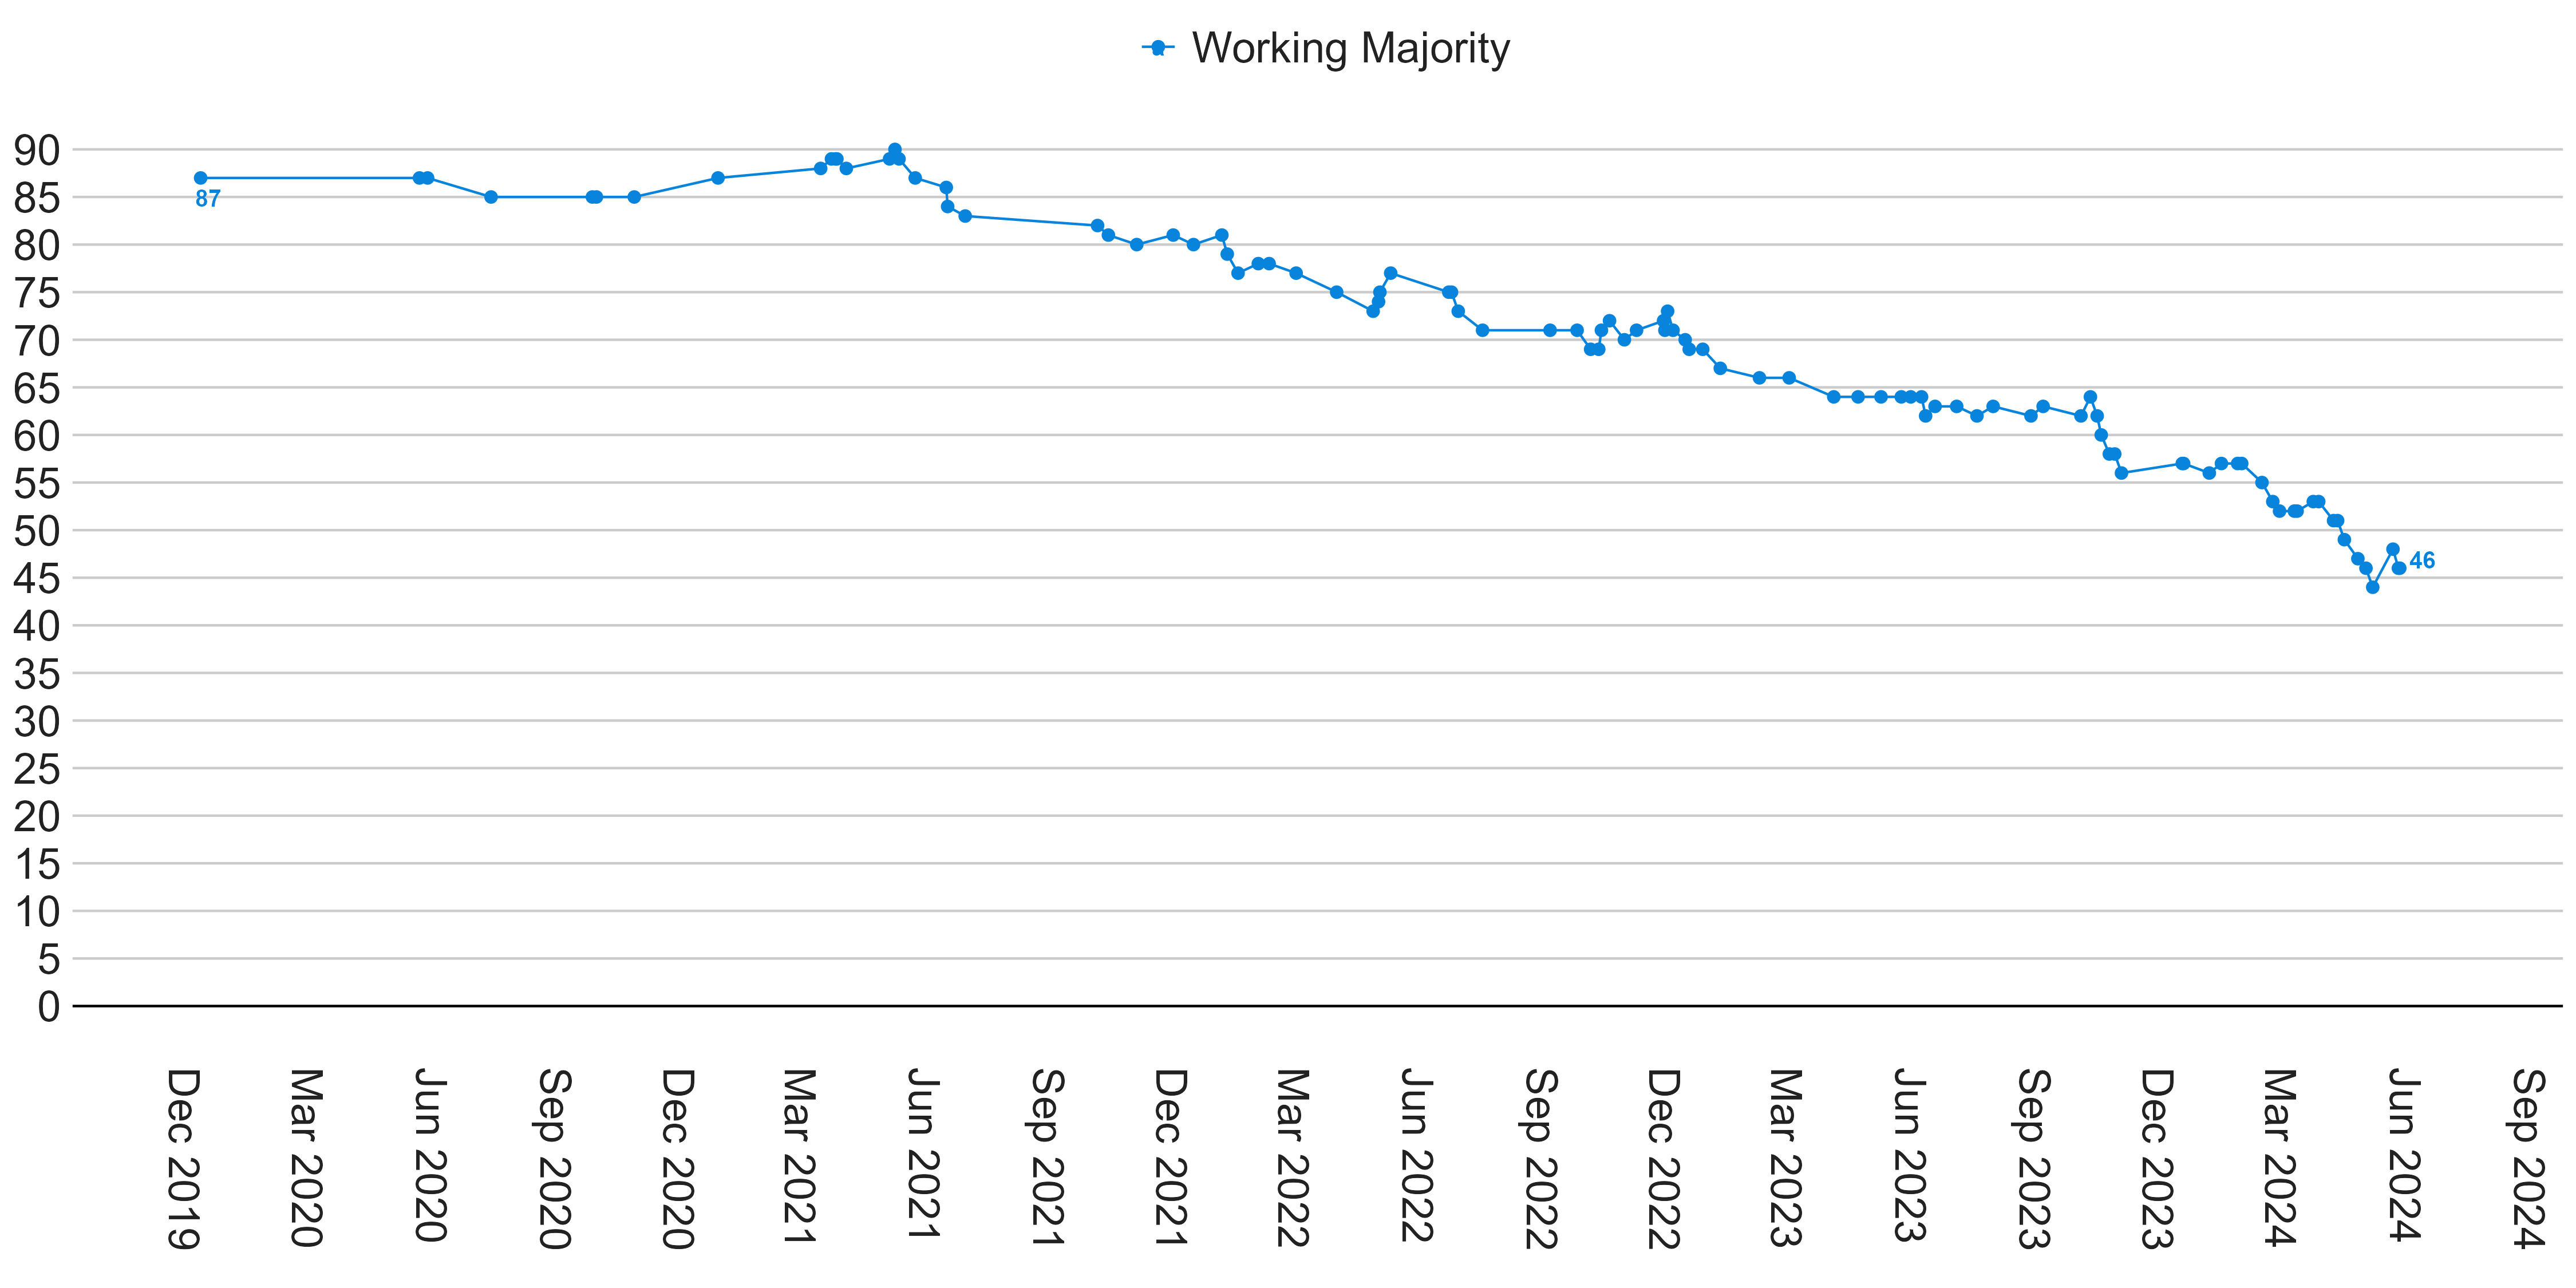 Working Majority
90
85
80
75
70
65
60
55
50
45
40
35
30
25
20
15
10
5
0
87
46
Dec 2019
Mar 2020
Jun 2020
Sep 2020
Dec 2020
Mar 2021
Jun 2021
Sep 2021
Dec 2021
Mar 2022
Jun 2022
Sep 2022
Dec 2022
Mar 2023
Jun 2023
Sep 2023
Dec 2023
Mar 2024
Jun 2024
Sep 2024